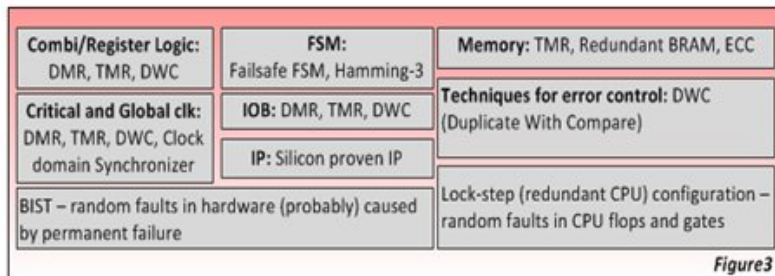 Combi/Register Logic:
DMR, TMR, DWC
FSM:
Failsafe FSM, Hamming-3
Memory: TMR, Redundant BRAM, ECC
Critical and Global clk:
DMR, TMR, DWC, Clock
domain Synchronizer
IOB: DMR, TMR, DWC
IP: Silicon proven IP
Techniques for error control: DWC
(Duplicate With Compare)
BIST – random faults in hardware (probably) caused
by permanent failure
Lock-step (redundant CPU) configuration –
random faults in CPU flops and gates
Figure3